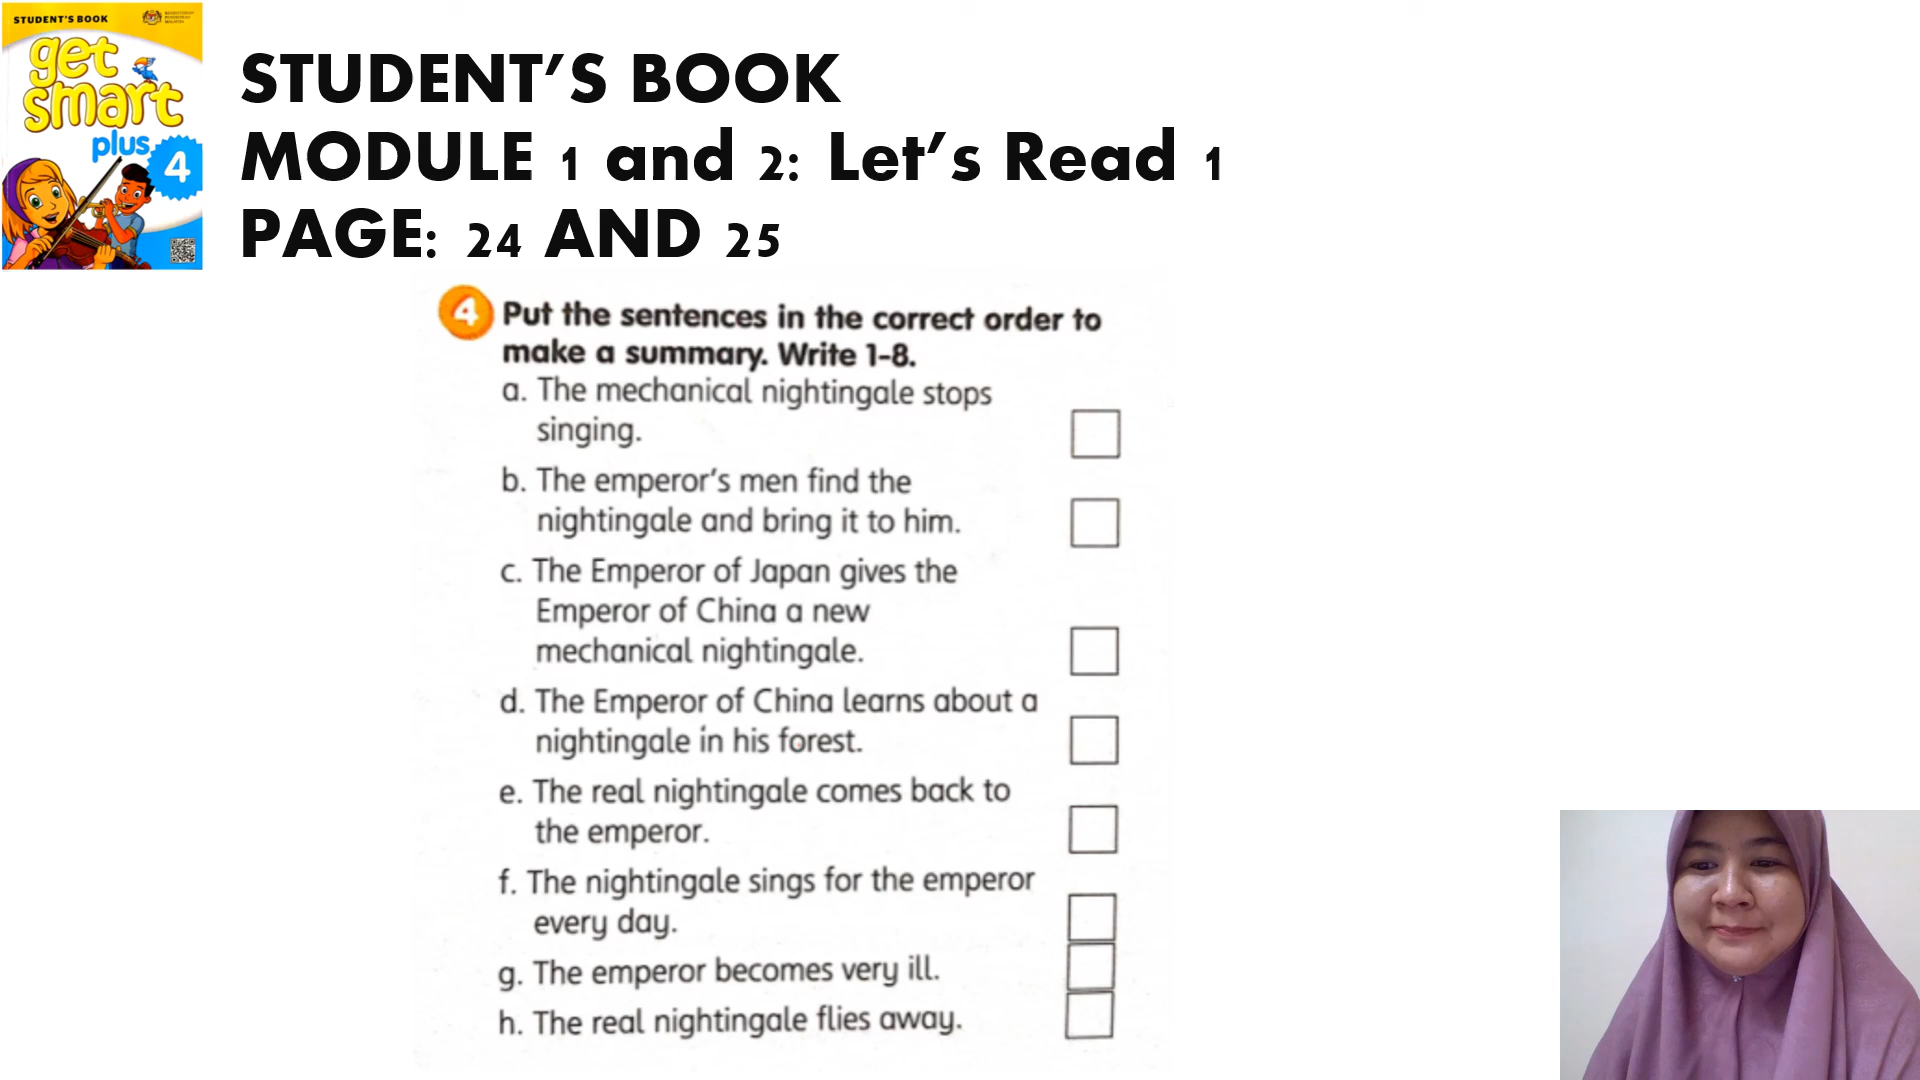 STUDENT'S BOOK
get
smart
plus
4
STUDENT’S BOOK
MODULE 1 and 2: Let’s Read 1
PAGE: 24 AND 25
4 Put the sentences in the correct order to
make a summary. Write 1-8.
a. The mechanical nightingale stops
singing.
b. The emperor's men find the
nightingale and bring it to him.
c. The Emperor of Japan gives the
Emperor of China a new
mechanical nightingale.
d. The Emperor of China learns about a
nightingale in his forest.
e. The real nightingale comes back to
the emperor.
f. The nightingale sings for the emperor
every day.
g. The emperor becomes very ill.
h. The real nightingale flies away.